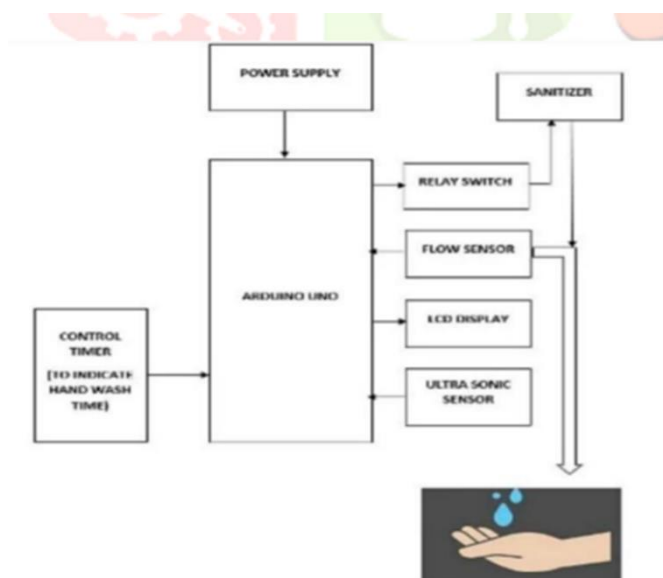 POWER SUPPLY
SANITIZER
RELAY SWITCH
FLOW SENSOR
ARDUINO UNO
LCD DISPLAY
CONTROL
TIMER
(TO INDICATE
HAND WASH
TIME)
ULTRA SONIC
SENSOR